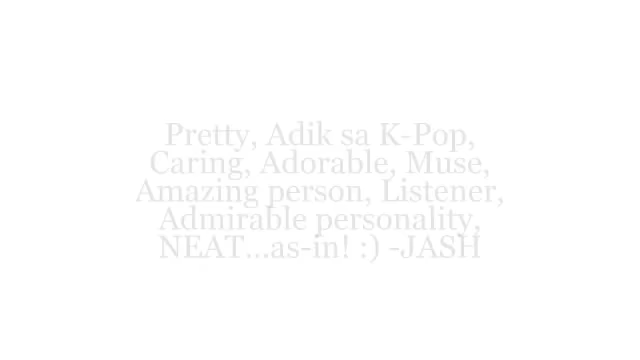 Pretty, Adik sa K-Pop,
Caring, Adorable, Muse,
Amazing person, Listener,
Admirable personality,
NEAT...as-in! :) -JASH